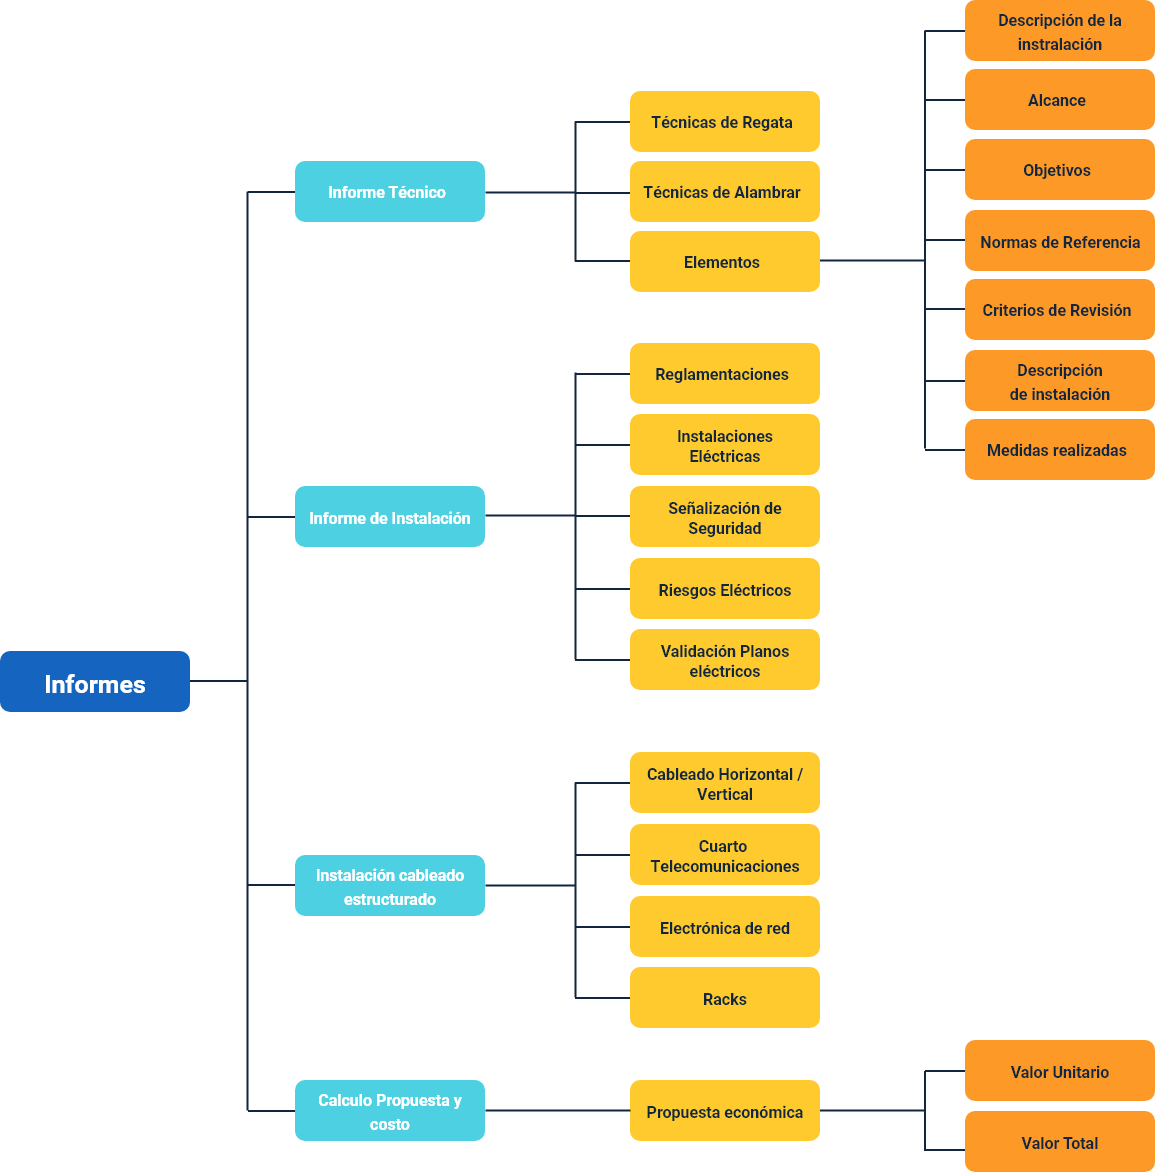 Informes
Informe Técnico
Técnicas de Regata
Técnicas de Alambrar
Elementos
Descripción de la
instralación
Alcance
Objetivos
Normas de Referencia
Criterios de Revisión
Descripción
de instalación
Medidas realizadas
Informe de Instalación
Reglamentaciones
Instalaciones
Eléctricas
Señalización de
Seguridad
Riesgos Eléctricos
Validación Planos
eléctricos
Instalación cableado
estructurado
Cableado Horizontal /
Vertical
Cuarto
Telecomunicaciones
Electrónica de red
Racks
Calculo Propuesta y
costo
Propuesta económica
Valor Unitario
Valor Total